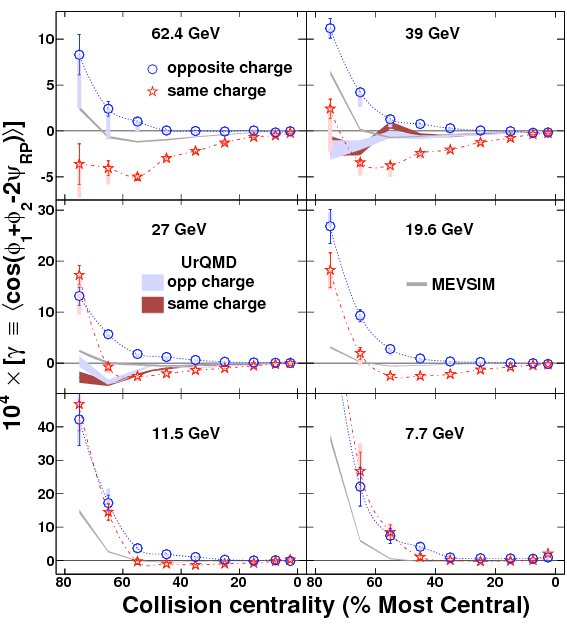 62.4 GeV
opposite charge
same charge
39 GeV
10
5
0
-5
10⁴ × [γ ≡ ⟨cos(ϕ₁+ϕ₂-2ψ_RP)⟩]
27 GeV
UrQMD
opp charge
same charge
19.6 GeV
MEVSIM
30
20
10
0
11.5 GeV
7.7 GeV
40
30
20
10
0
80 60 40 20 0 80 60 40 20 0
Collision centrality (% Most Central)